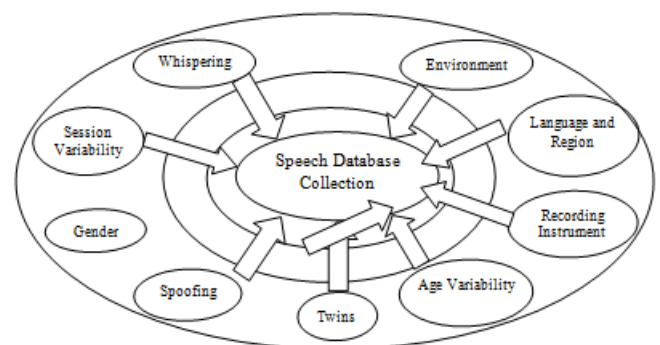 Whispering
Environment
Session
Variability
Language and
Region
Speech Database
Collection
Gender
Recording
Instrument
Spoofing
Age Variability
Twins